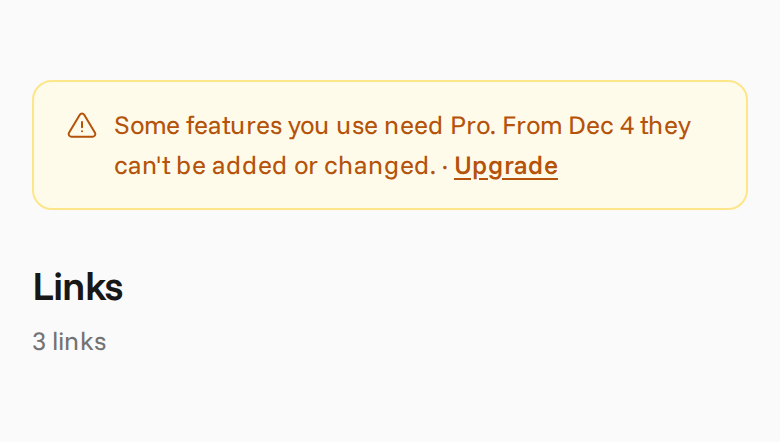 Some features you use need Pro. From Dec 4 they
can't be added or changed. · Upgrade
Links
3 links